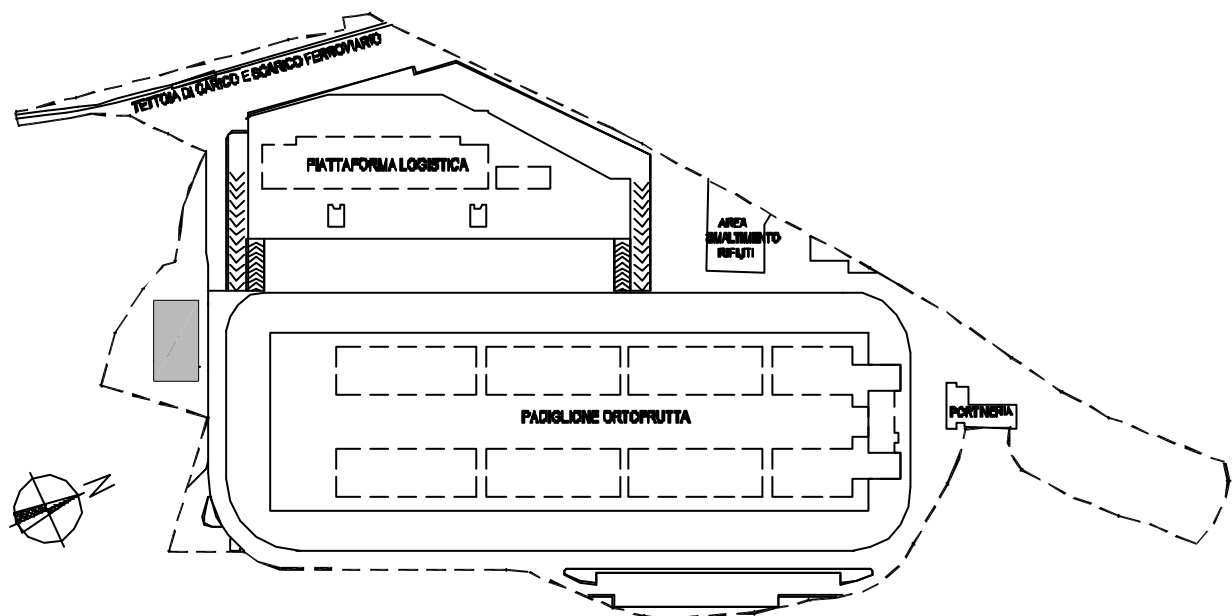 TETTOIA DI CARICO E SCARICO FERROVIARIO
PIATTAFORMA LOGISTICA
AREA
SMALTIMENTO
RIFIUTI
PADIGLIONE ORTOFRUTTA
PORTINERIA
N